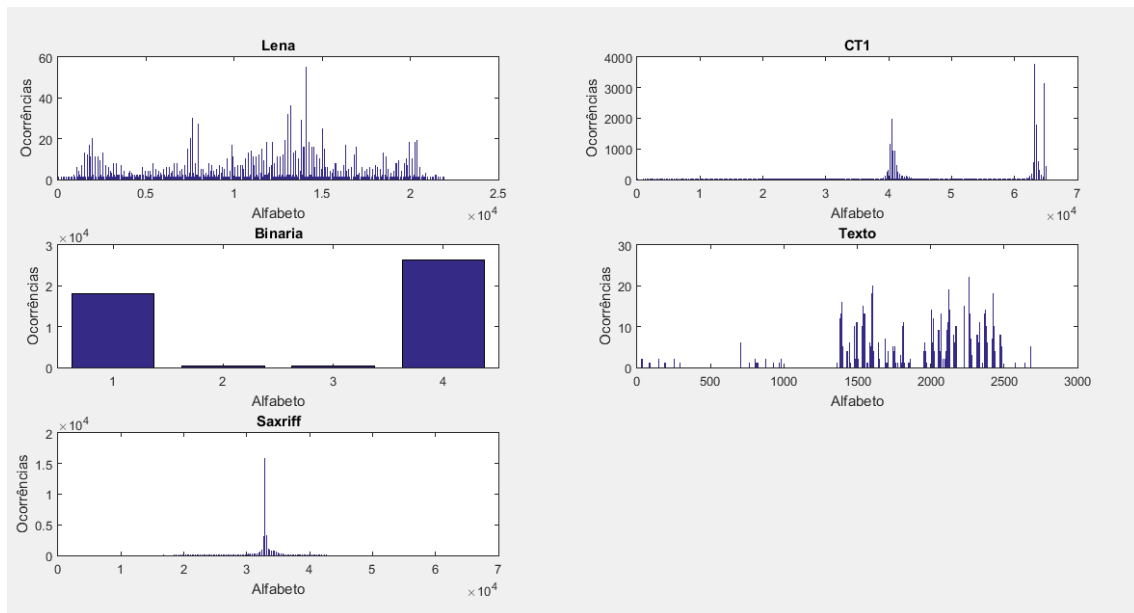 Lena
60
40
20
0
Ocorrências
0 0.5 1 1.5 2 2.5
× 10^4
Alfabeto
CT1
4000
3000
2000
1000
0
Ocorrências
0 1 2 3 4 5 6 7
× 10^4
Alfabeto
Binaria
× 10^4
3
2
1
0
Ocorrências
1 2 3 4
Alfabeto
Texto
30
20
10
0
Ocorrências
0 500 1000 1500 2000 2500 3000
Alfabeto
Saxriff
× 10^4
2
1.5
1
0.5
0
Ocorrências
0 1 2 3 4 5 6 7
× 10^4
Alfabeto